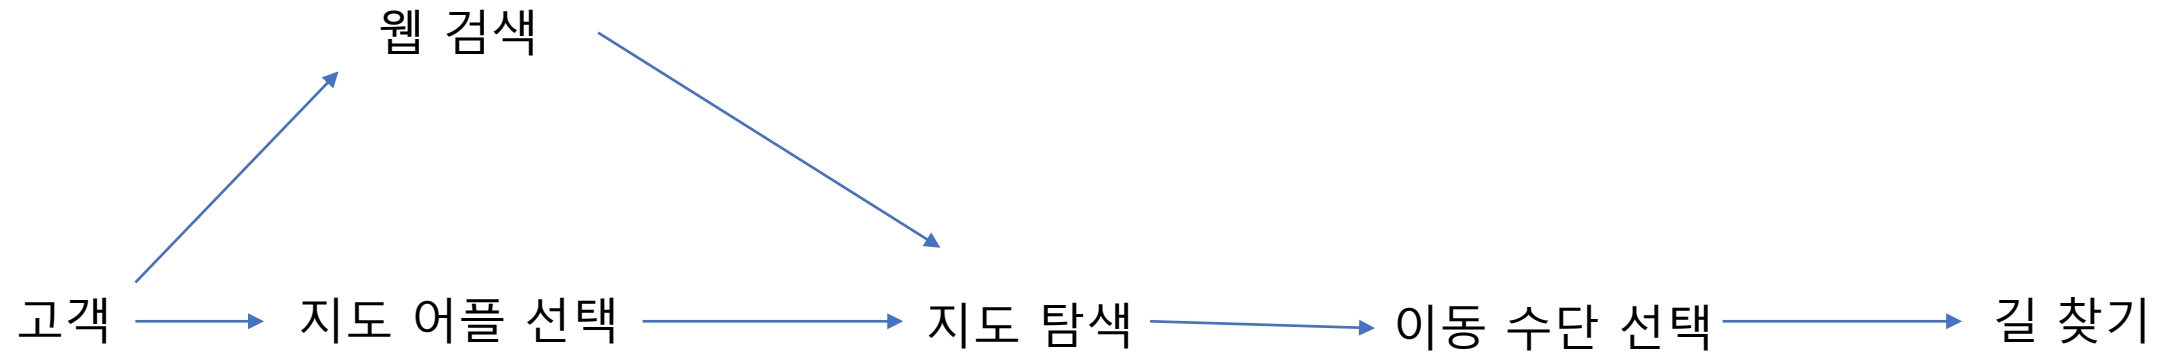 웹 검색
고객
지도 어플 선택
지도 탐색
이동 수단 선택
길 찾기